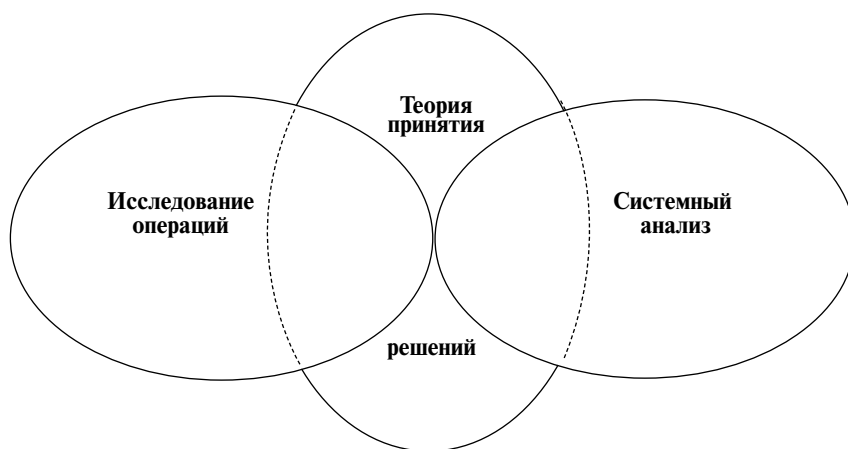 Теория
принятия
Исследование
операций
Системный
анализ
решений